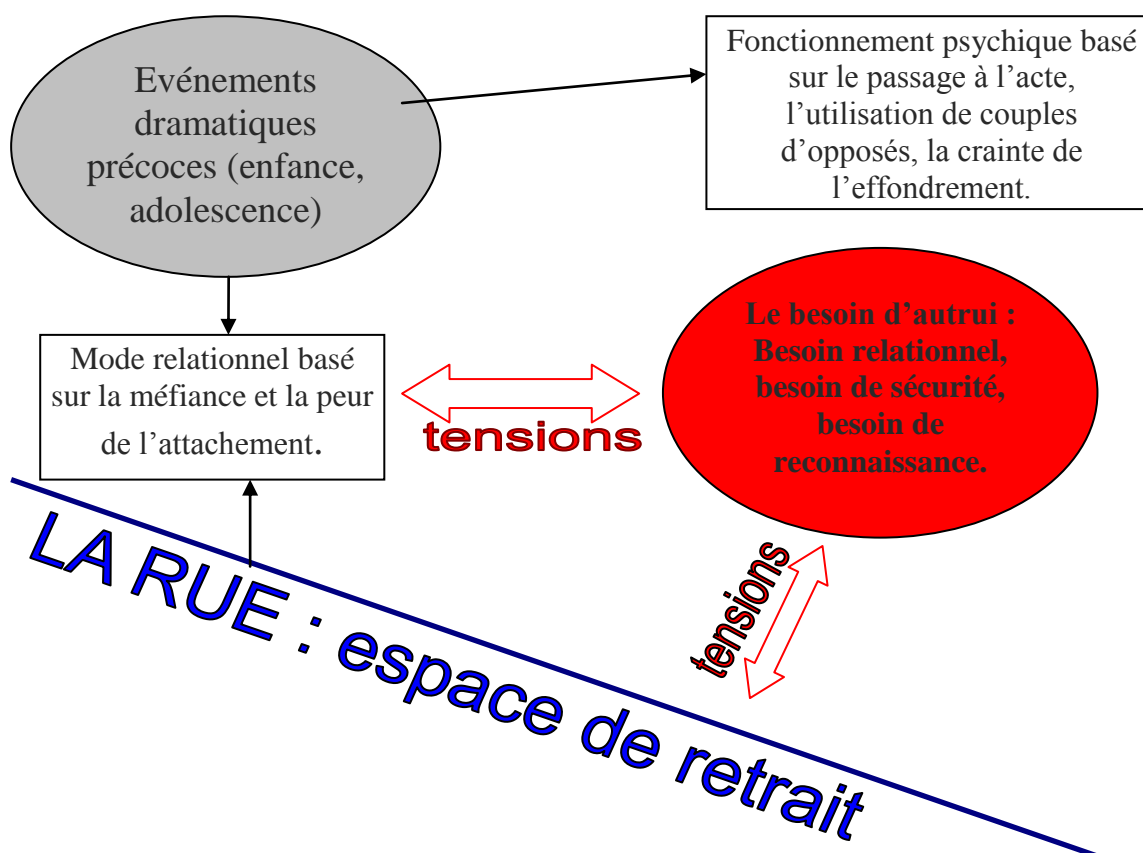 Evénements
dramatiques
précoces (enfance,
adolescence)
Fonctionnement psychique basé
sur le passage à l’acte,
l’utilisation de couples
d’opposés, la crainte de
l’effondrement.
Mode relationnel basé
sur la méfiance et la peur
de l’attachement.
tensions
Le besoin d’autrui :
Besoin relationnel,
besoin de sécurité,
besoin de
reconnaissance.
tensions
LA RUE : espace de retrait